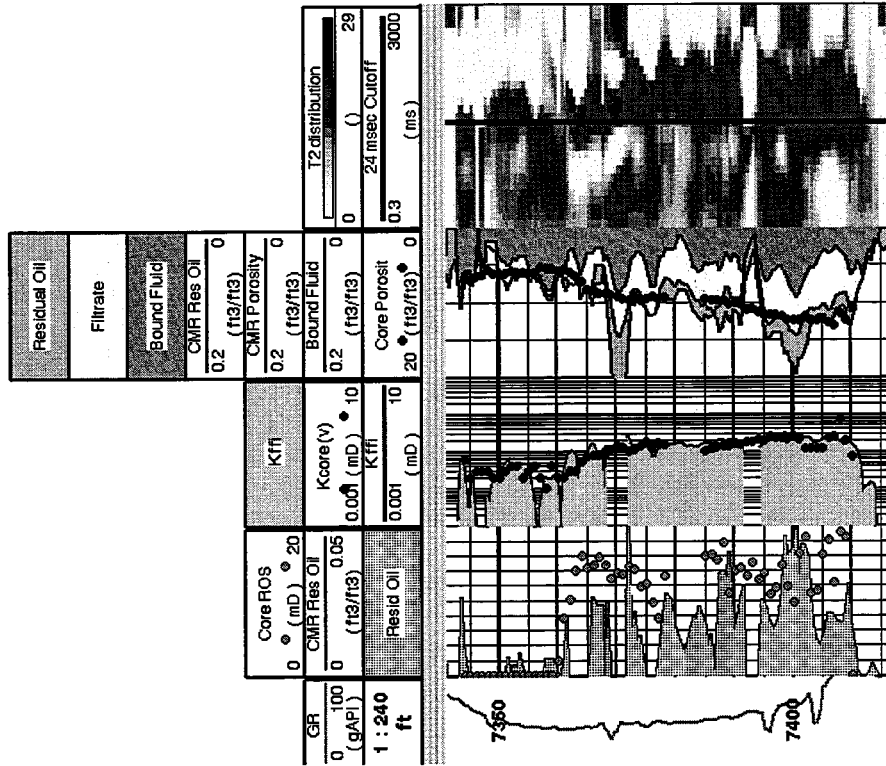 GR
0 100
(gAPI)
1 : 240
ft
Core ROS
0 (mD) 20
CMR Res Oil
0 (ft3/ft3) 0.05
Resid Oil
Kffi
Kcore (v)
0.001 (mD) 10
Kffi
0.001 (mD) 10
Residual Oil
Filtrate
Bound Fluid
CMR Res Oil
0.2 (ft3/ft3) 0
CMR Porosity
0.2 (ft3/ft3) 0
Bound Fluid
0.2 (ft3/ft3) 0
Core Porosit
20 (ft3/ft3) 0
T2 distribution
0 () 29
24 msec Cutoff
0.3 (ms) 3000
7350
7400